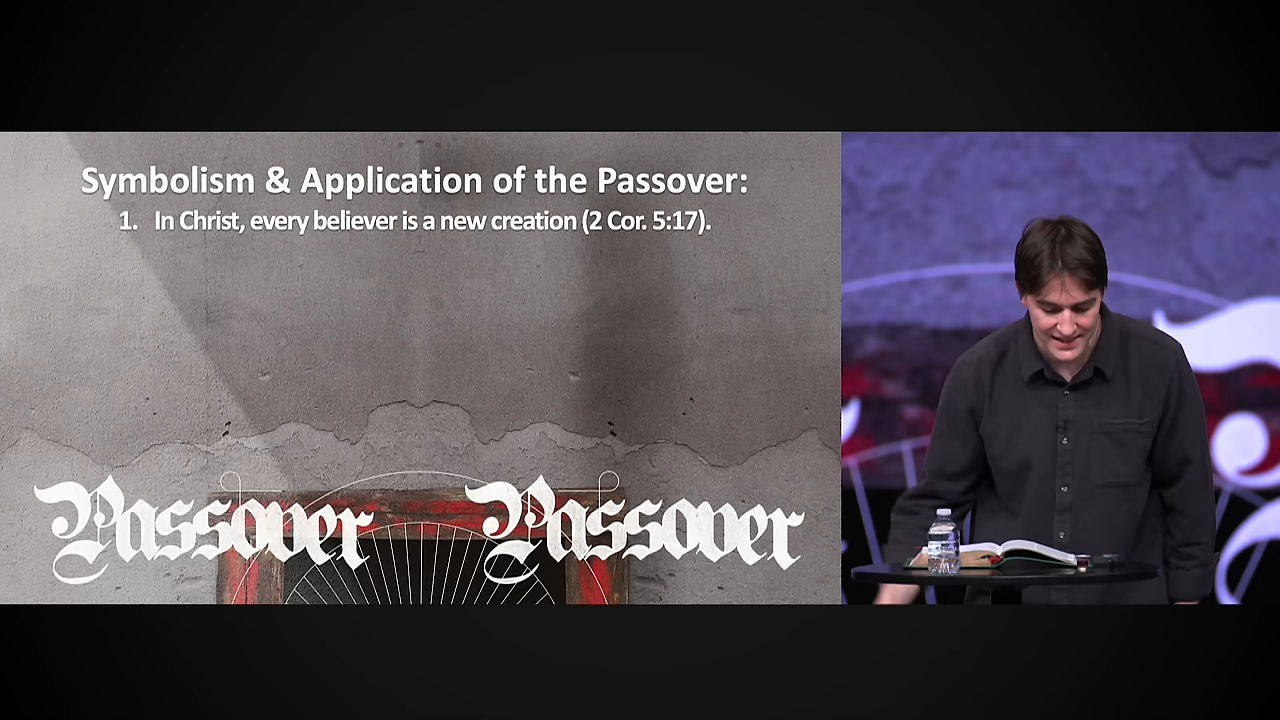 Symbolism & Application of the Passover:
1. In Christ, every believer is a new creation (2 Cor. 5:17).
Passover Passover